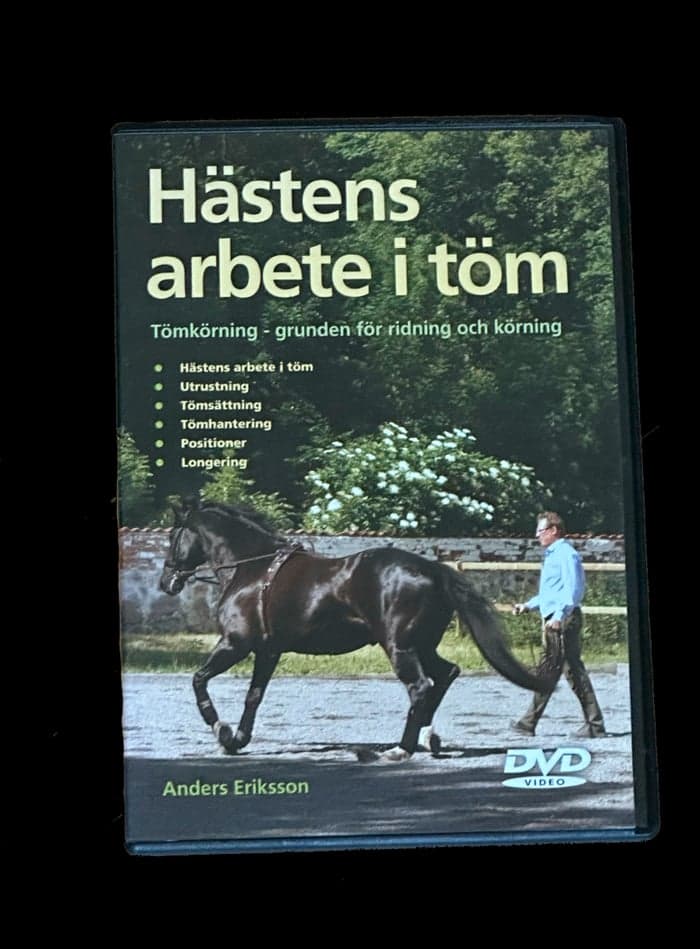 Hästens
arbete i töm
Tömkörning - grunden för ridning och körning
Hästens arbete i töm
Utrustning
Tömsättning
Tömhantering
Positioner
Longering
Anders Eriksson
DVD
VIDEO